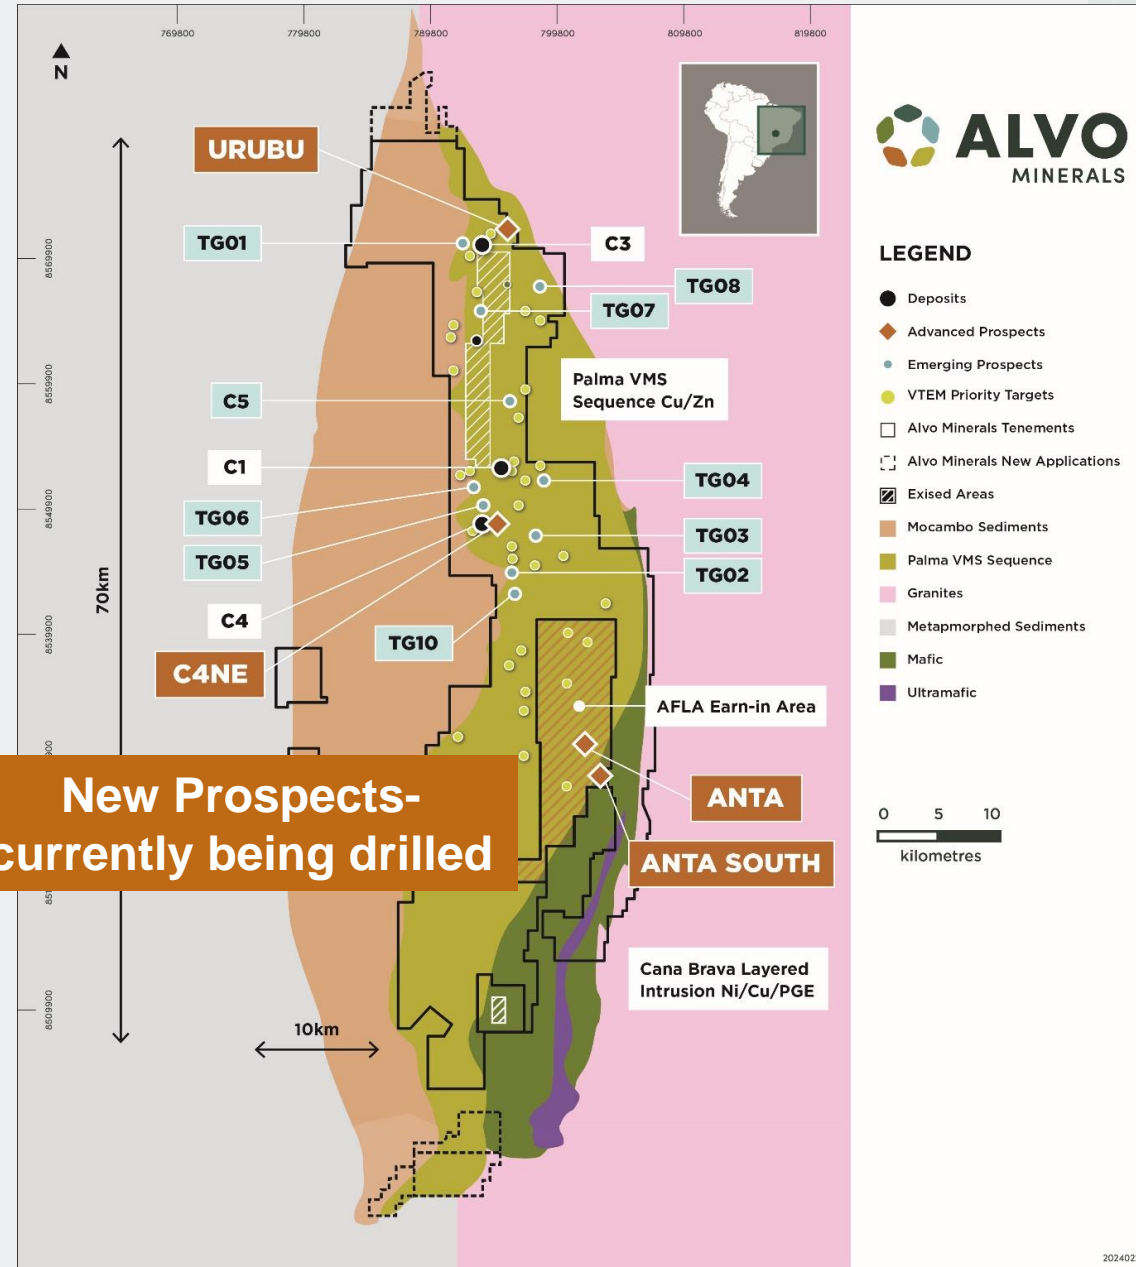 769800
779800
789800
799800
809800
819800
N
ALVO
MINERALS
URUBU
TG01
C3
8569900
TG08
TG07
LEGEND
Deposits
Advanced Prospects
Emerging Prospects
VTEM Priority Targets
Alvo Minerals Tenements
Alvo Minerals New Applications
Exised Areas
Mocambo Sediments
Palma VMS Sequence
Granites
Metapmorphed Sediments
Mafic
Ultramafic
8559900
Palma VMS
Sequence Cu/Zn
C5
C1
TG04
8549900
TG06
TG03
TG05
TG02
70km
C4
8539900
TG10
C4NE
AFLA Earn-in Area
New Prospects-
currently being drilled
ANTA
ANTA SOUTH
0 5 10
kilometres
Cana Brava Layered
Intrusion Ni/Cu/PGE
8509900
10km